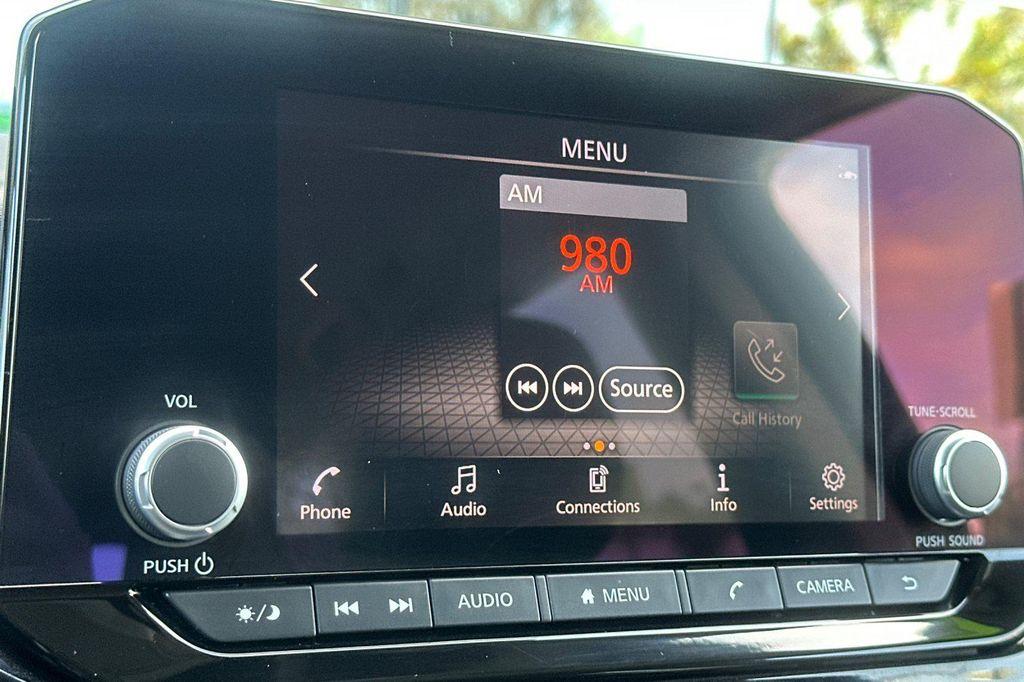 MENU
AM
980
AM
Source
Call History
VOL
TUNE·SCROLL
Phone
Audio
Connections
Info
Settings
PUSH
PUSH SOUND
AUDIO
MENU
CAMERA